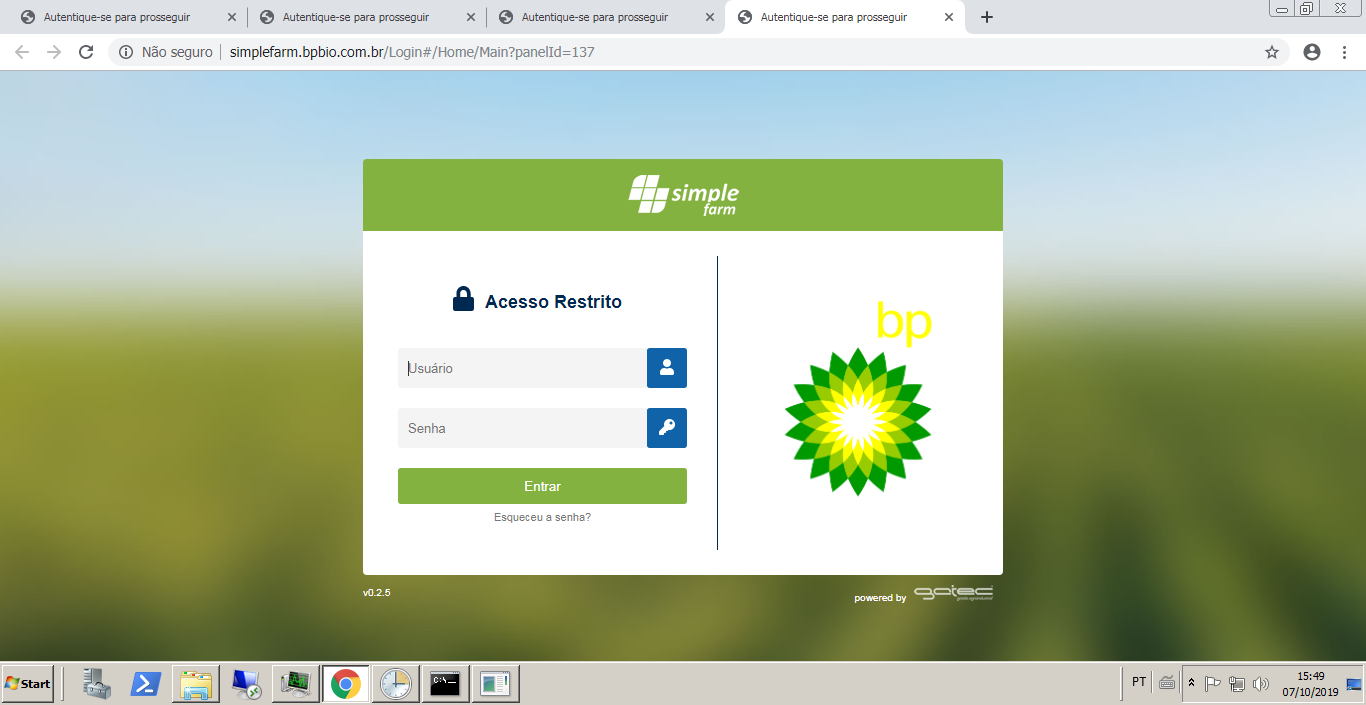 Autentique-se para prosseguir
Autentique-se para prosseguir
Autentique-se para prosseguir
Autentique-se para prosseguir
Não seguro
simplefarm.bpbio.com.br/Login#/Home/Main?panelId=137
simple
farm
Acesso Restrito
bp
Usuário
Senha
Entrar
Esqueceu a senha?
v0.2.5
powered by gatec
Start
C:\_
PT
15:49
07/10/2019